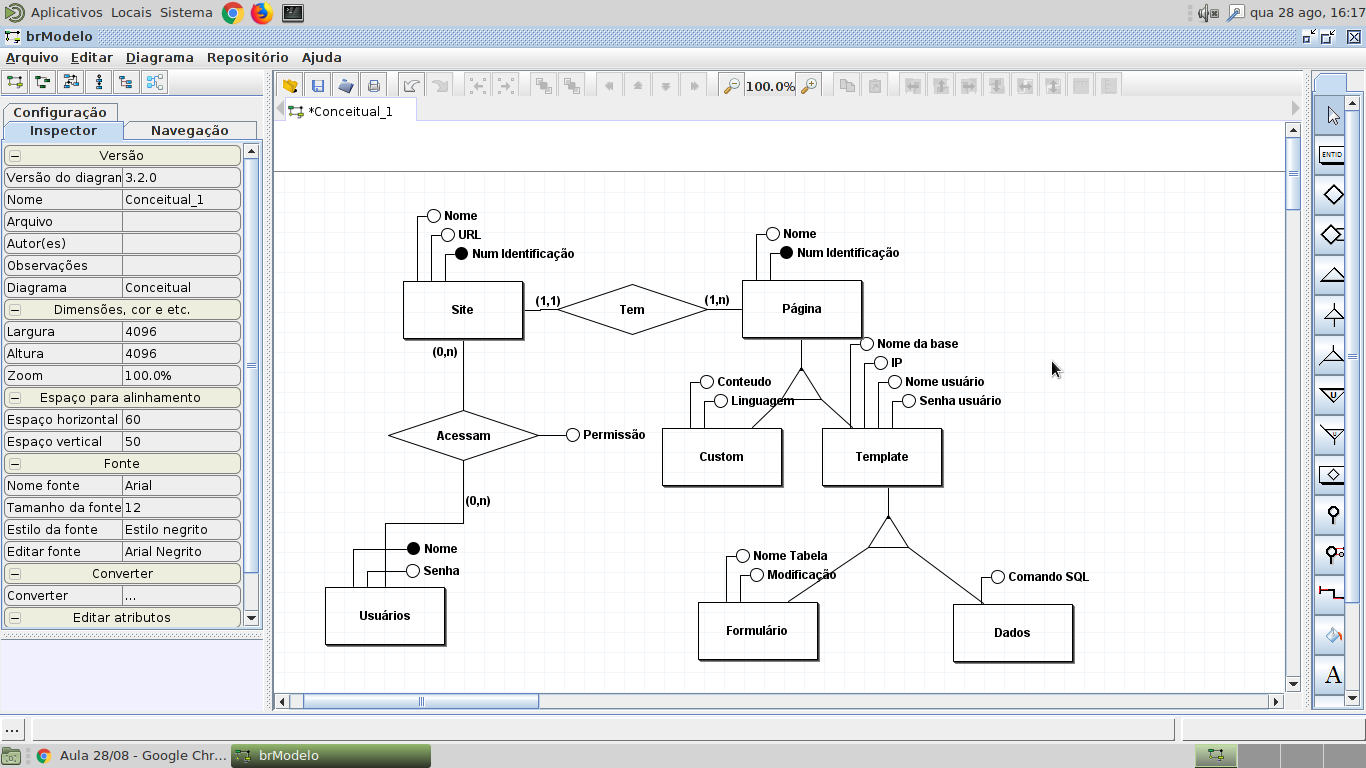 Aplicativos Locais Sistema qua 28 ago, 16:17
brModelo
Arquivo Editar Diagrama Repositório Ajuda
100.0%
Configuração
Inspector Navegação
*Conceitual_1
Versão
Versão do diagran 3.2.0
Nome Conceitual_1
Arquivo
Autor(es)
Observações
Diagrama Conceitual
Dimensões, cor e etc.
Largura 4096
Altura 4096
Zoom 100.0%
Espaço para alinhamento
Espaço horizontal 60
Espaço vertical 50
Fonte
Nome fonte Arial
Tamanho da fonte 12
Estilo da fonte Estilo negrito
Editar fonte Arial Negrito
Converter
Converter ...
Editar atributos
Nome
URL
Num Identificação
Site
(1,1)
Tem
(1,n)
Nome
Num Identificação
Página
(0,n)
Acessam
Permissão
(0,n)
Nome
Senha
Usuários
Conteudo
Linguagem
Custom
Nome da base
IP
Nome usuário
Senha usuário
Template
Nome Tabela
Modificação
Formulário
Comando SQL
Dados
ENTID
U
A
...
Aula 28/08 - Google Chr... brModelo